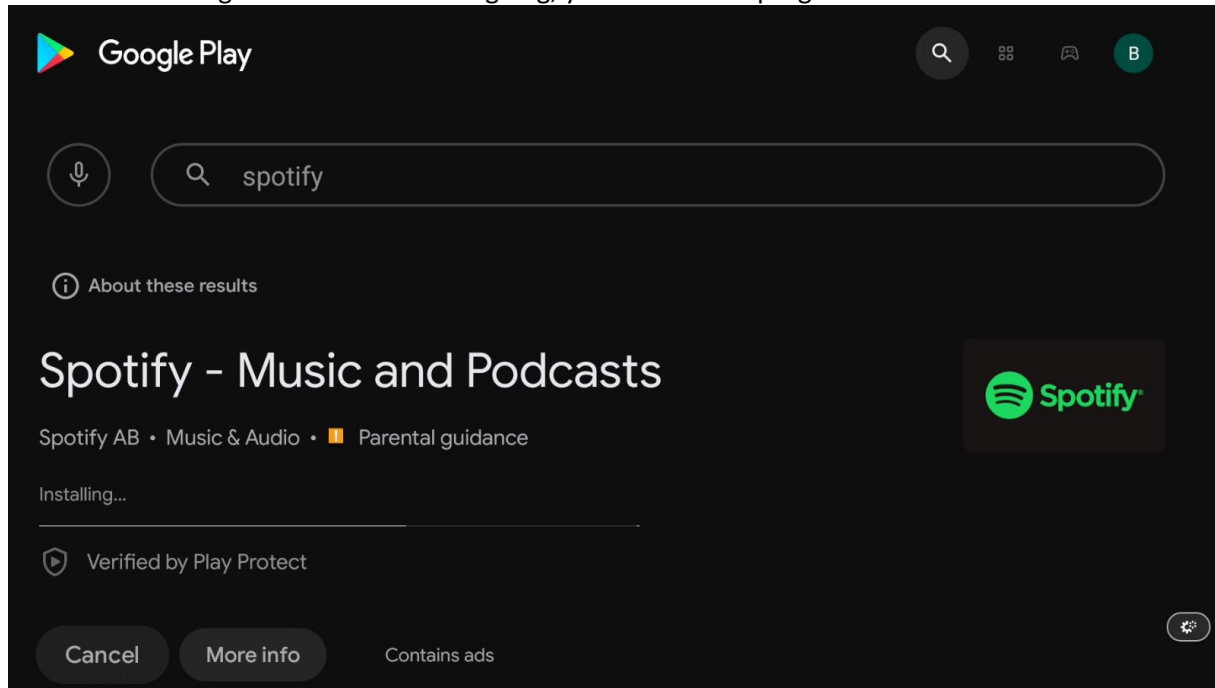 Google Play
B
spotify
About these results
Spotify - Music and Podcasts
Spotify
Spotify AB • Music & Audio • Parental guidance
Installing...
Verified by Play Protect
Cancel More info Contains ads